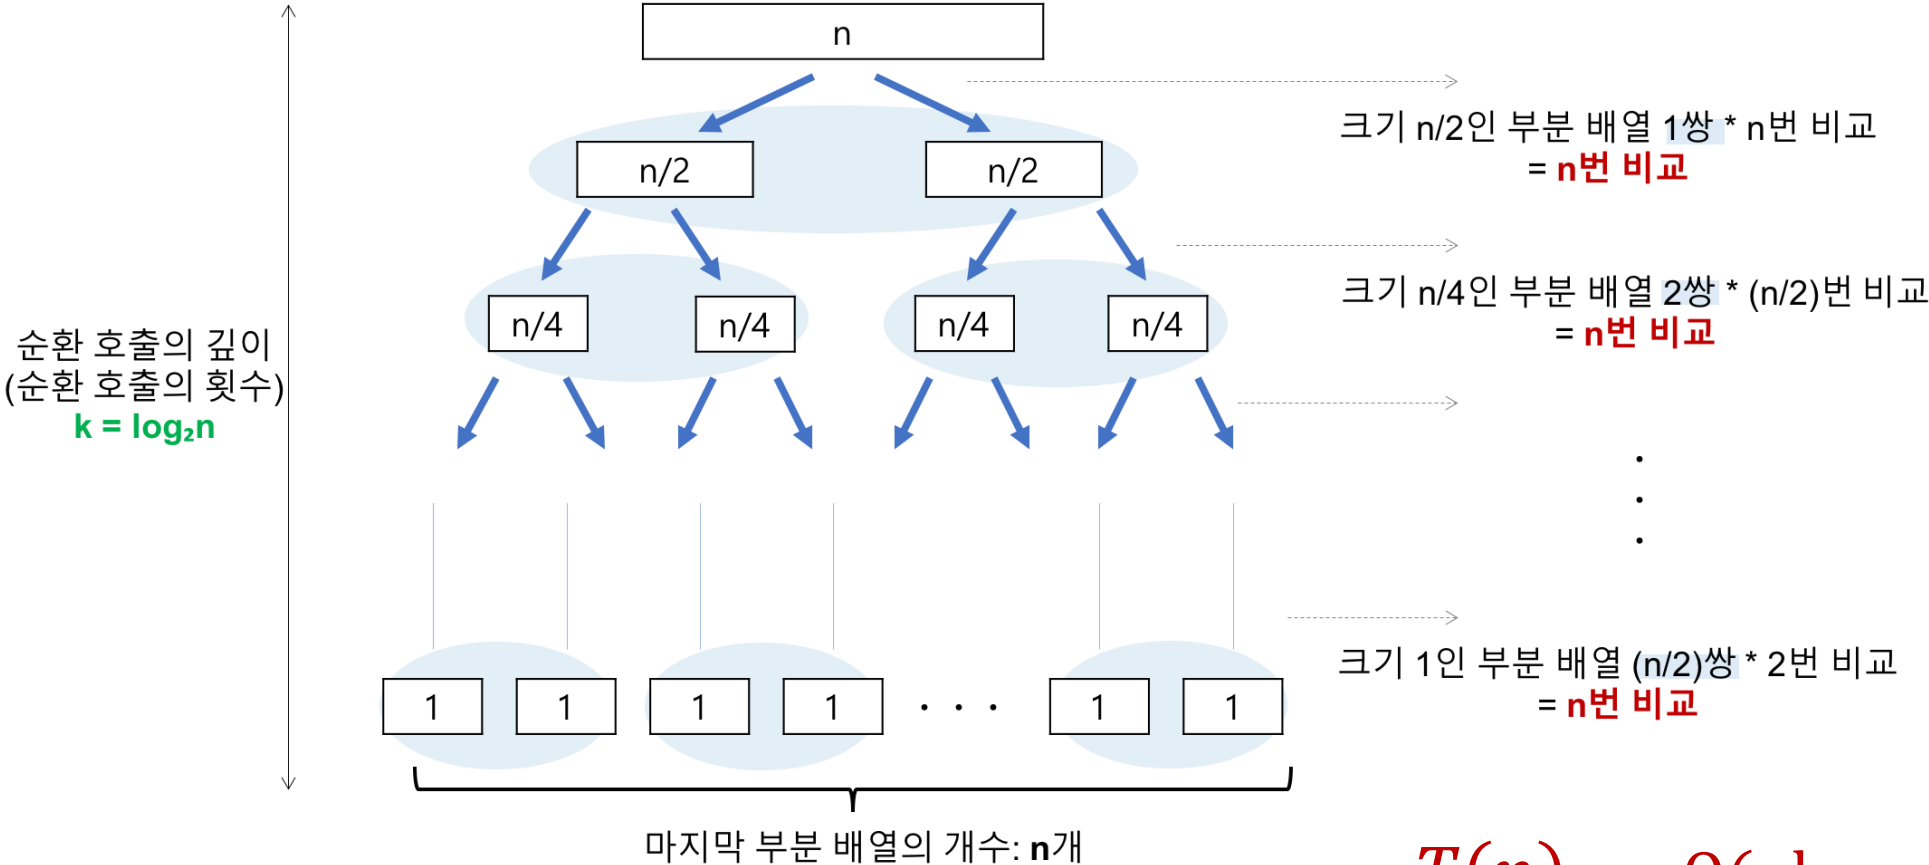 n
크기 n/2인 부분 배열 1쌍 * n번 비교
= n번 비교
n/2
n/2
크기 n/4인 부분 배열 2쌍 * (n/2)번 비교
= n번 비교
n/4
n/4
n/4
n/4
순환 호출의 깊이
(순환 호출의 횟수)
k = log₂n
크기 1인 부분 배열 (n/2)쌍 * 2번 비교
= n번 비교
1
1
1
1
. . .
1
1
마지막 부분 배열의 개수: n개
T(n)